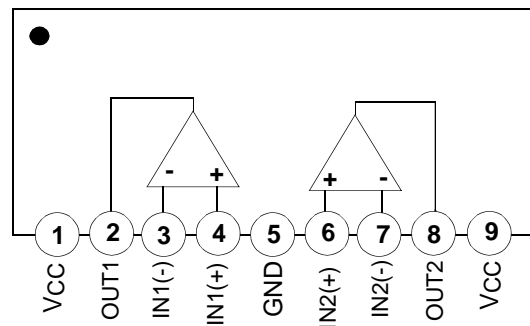 - +
+ -
1 2 3 4 5 6 7 8 9
VCC OUT1 IN1(-) IN1(+) GND IN2(+) IN2(-) OUT2 VCC